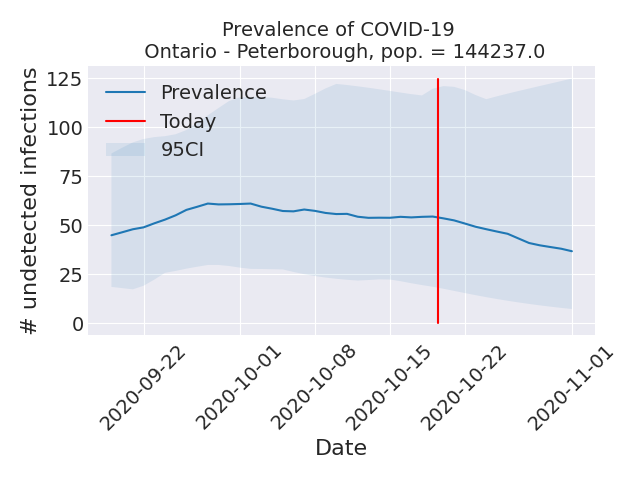 Prevalence of COVID-19
Ontario - Peterborough, pop. = 144237.0
# undetected infections
125
100
75
50
25
0
Prevalence
Today
95CI
2020-09-22
2020-10-01
2020-10-08
2020-10-15
2020-10-22
2020-11-01
Date